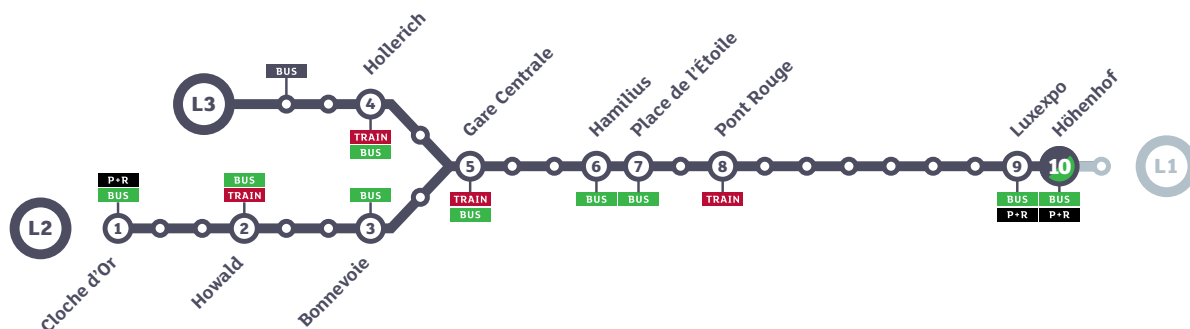 L3
BUS
4
Hollerich
TRAIN
BUS
L2
P+R
BUS
1
Cloche d'Or
BUS
TRAIN
2
Howald
BUS
3
Bonnevoie
5
Gare Centrale
TRAIN
BUS
6
Hamilius
BUS
7
Place de l'Étoile
BUS
8
Pont Rouge
TRAIN
9
Luxexpo
BUS
P+R
10
Höhenhof
BUS
P+R
L1